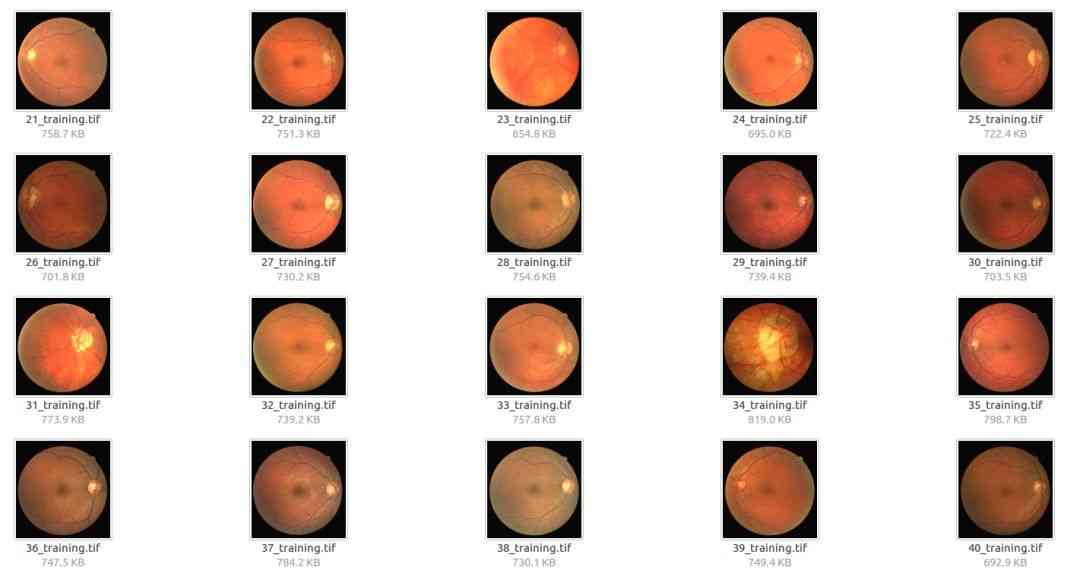 21_training.tif 22_training.tif 23_training.tif 24_training.tif 25_training.tif
758.7 KB 751.3 KB 654.8 KB 695.0 KB 722.4 KB
26_training.tif 27_training.tif 28_training.tif 29_training.tif 30_training.tif
701.8 KB 730.2 KB 754.6 KB 739.4 KB 703.5 KB
31_training.tif 32_training.tif 33_training.tif 34_training.tif 35_training.tif
773.9 KB 739.2 KB 757.8 KB 819.0 KB 798.7 KB
36_training.tif 37_training.tif 38_training.tif 39_training.tif 40_training.tif
747.5 KB 784.2 KB 730.1 KB 749.4 KB 692.9 KB